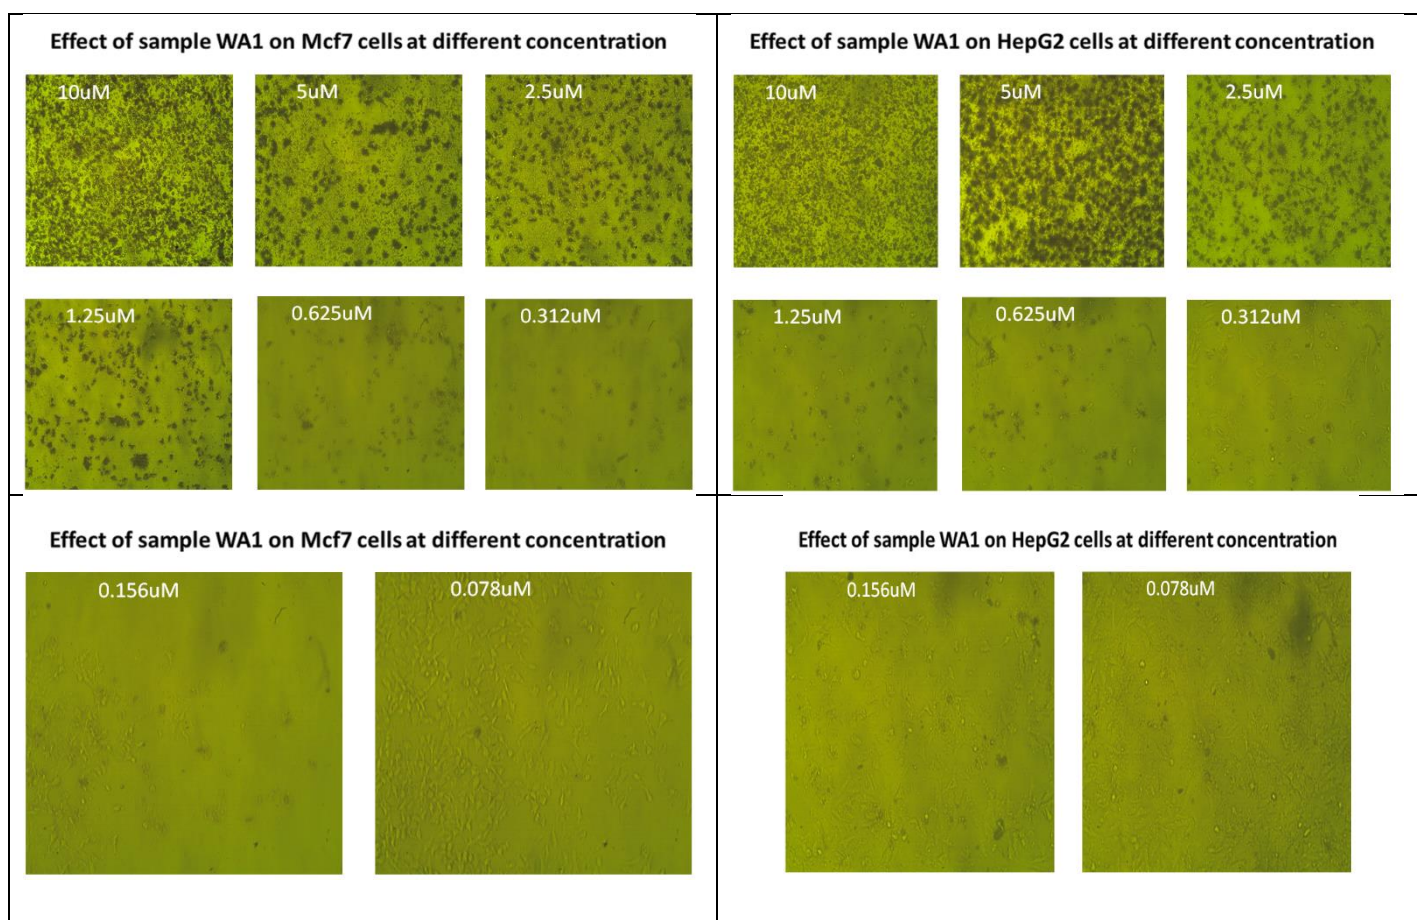 Effect of sample WA1 on Mcf7 cells at different concentration
10uM
5uM
2.5uM
1.25uM
0.625uM
0.312uM
Effect of sample WA1 on HepG2 cells at different concentration
10uM
5uM
2.5uM
1.25uM
0.625uM
0.312uM
Effect of sample WA1 on Mcf7 cells at different concentration
0.156uM
0.078uM
Effect of sample WA1 on HepG2 cells at different concentration
0.156uM
0.078uM